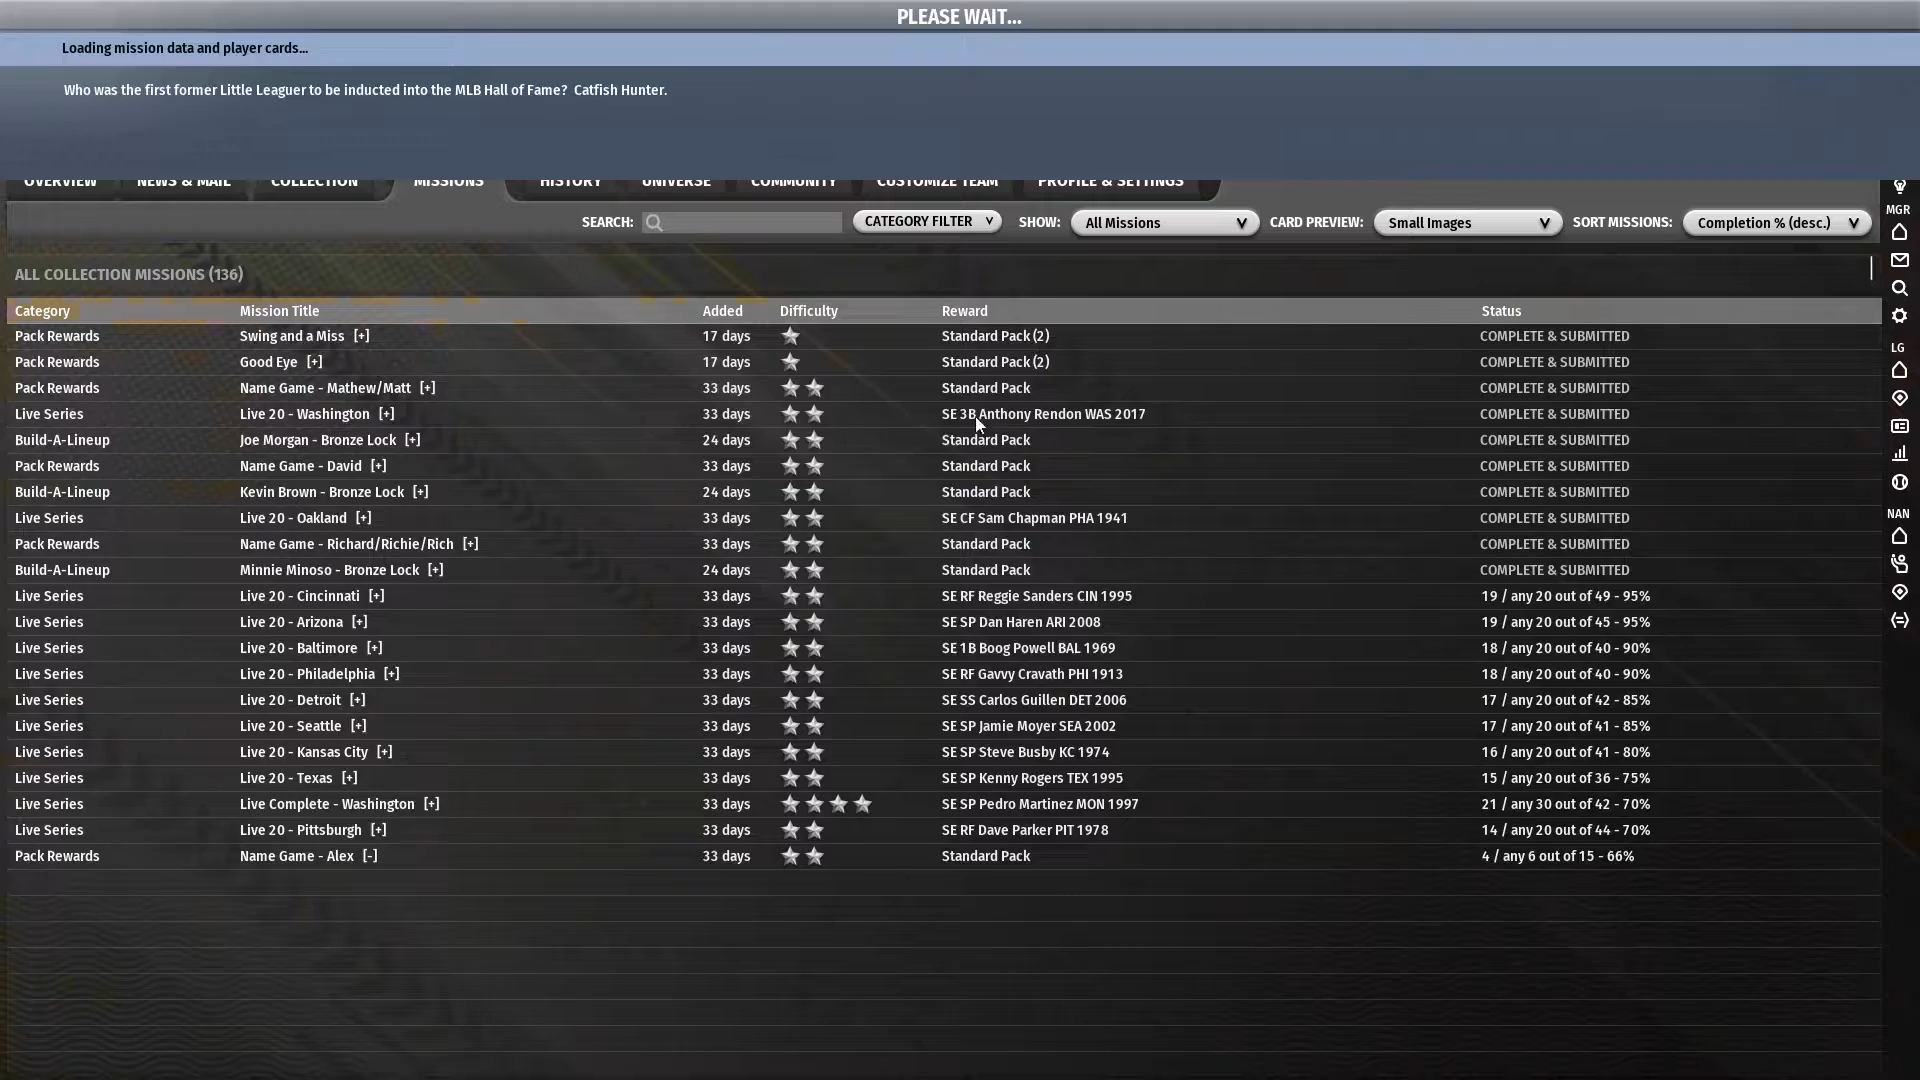 PLEASE WAIT...
Loading mission data and player cards...
Who was the first former Little Leaguer to be inducted into the MLB Hall of Fame?  Catfish Hunter.
OVERVIEW NEWS & MAIL COLLECTION MISSIONS HISTORY UNIVERSE COMMUNITY CUSTOMIZE TEAM PROFILE & SETTINGS
MGR
SEARCH: CATEGORY FILTER SHOW: All Missions CARD PREVIEW: Small Images SORT MISSIONS: Completion % (desc.)
ALL COLLECTION MISSIONS (136)
Category Mission Title Added Difficulty Reward Status
Pack Rewards Swing and a Miss [+] 17 days Standard Pack (2) COMPLETE & SUBMITTED
LG
Pack Rewards Good Eye [+] 17 days Standard Pack (2) COMPLETE & SUBMITTED
Pack Rewards Name Game - Mathew/Matt [+] 33 days Standard Pack COMPLETE & SUBMITTED
Live Series Live 20 - Washington [+] 33 days SE 3B Anthony Rendon WAS 2017 COMPLETE & SUBMITTED
Build-A-Lineup Joe Morgan - Bronze Lock [+] 24 days Standard Pack COMPLETE & SUBMITTED
Pack Rewards Name Game - David [+] 33 days Standard Pack COMPLETE & SUBMITTED
Build-A-Lineup Kevin Brown - Bronze Lock [+] 24 days Standard Pack COMPLETE & SUBMITTED
NAN
Live Series Live 20 - Oakland [+] 33 days SE CF Sam Chapman PHA 1941 COMPLETE & SUBMITTED
Pack Rewards Name Game - Richard/Richie/Rich [+] 33 days Standard Pack COMPLETE & SUBMITTED
Build-A-Lineup Minnie Minoso - Bronze Lock [+] 24 days Standard Pack COMPLETE & SUBMITTED
Live Series Live 20 - Cincinnati [+] 33 days SE RF Reggie Sanders CIN 1995 19 / any 20 out of 49 - 95%
Live Series Live 20 - Arizona [+] 33 days SE SP Dan Haren ARI 2008 19 / any 20 out of 45 - 95%
Live Series Live 20 - Baltimore [+] 33 days SE 1B Boog Powell BAL 1969 18 / any 20 out of 40 - 90%
Live Series Live 20 - Philadelphia [+] 33 days SE RF Gavvy Cravath PHI 1913 18 / any 20 out of 40 - 90%
Live Series Live 20 - Detroit [+] 33 days SE SS Carlos Guillen DET 2006 17 / any 20 out of 42 - 85%
Live Series Live 20 - Seattle [+] 33 days SE SP Jamie Moyer SEA 2002 17 / any 20 out of 41 - 85%
Live Series Live 20 - Kansas City [+] 33 days SE SP Steve Busby KC 1974 16 / any 20 out of 41 - 80%
Live Series Live 20 - Texas [+] 33 days SE SP Kenny Rogers TEX 1995 15 / any 20 out of 36 - 75%
Live Series Live Complete - Washington [+] 33 days SE SP Pedro Martinez MON 1997 21 / any 30 out of 42 - 70%
Live Series Live 20 - Pittsburgh [+] 33 days SE RF Dave Parker PIT 1978 14 / any 20 out of 44 - 70%
Pack Rewards Name Game - Alex [-] 33 days Standard Pack 4 / any 6 out of 15 - 66%